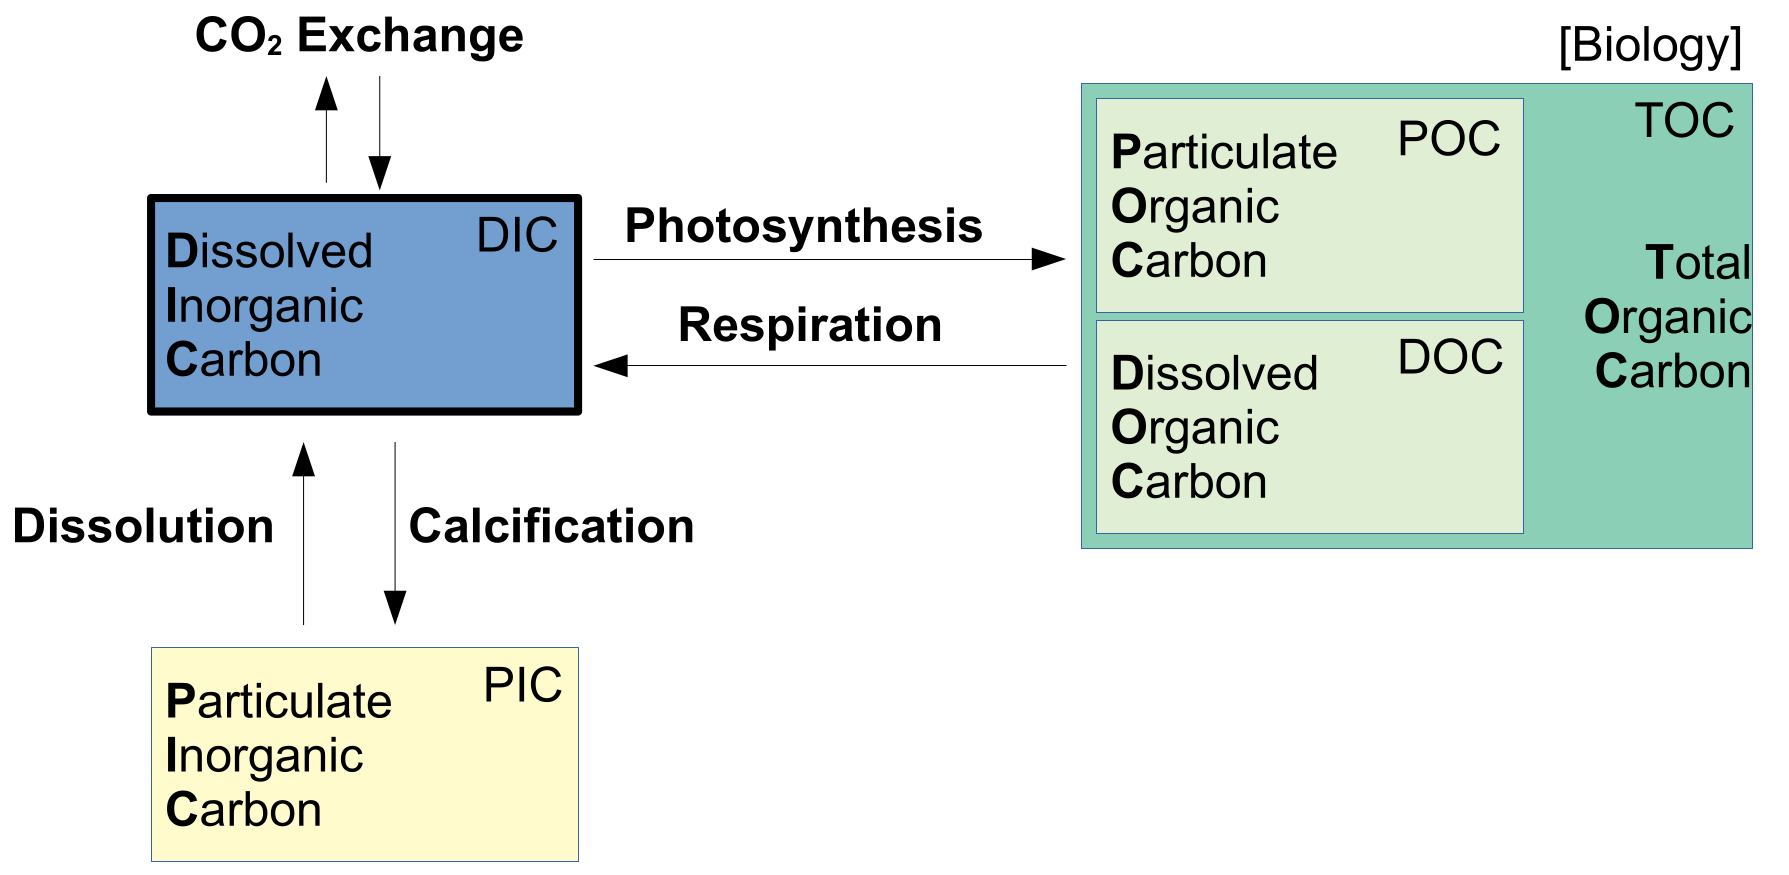 CO₂ Exchange
[Biology]
DIC
Dissolved
Inorganic
Carbon
Photosynthesis
Respiration
POC
Particulate
Organic
Carbon
DOC
Dissolved
Organic
Carbon
TOC
Total
Organic
Carbon
Dissolution
Calcification
PIC
Particulate
Inorganic
Carbon